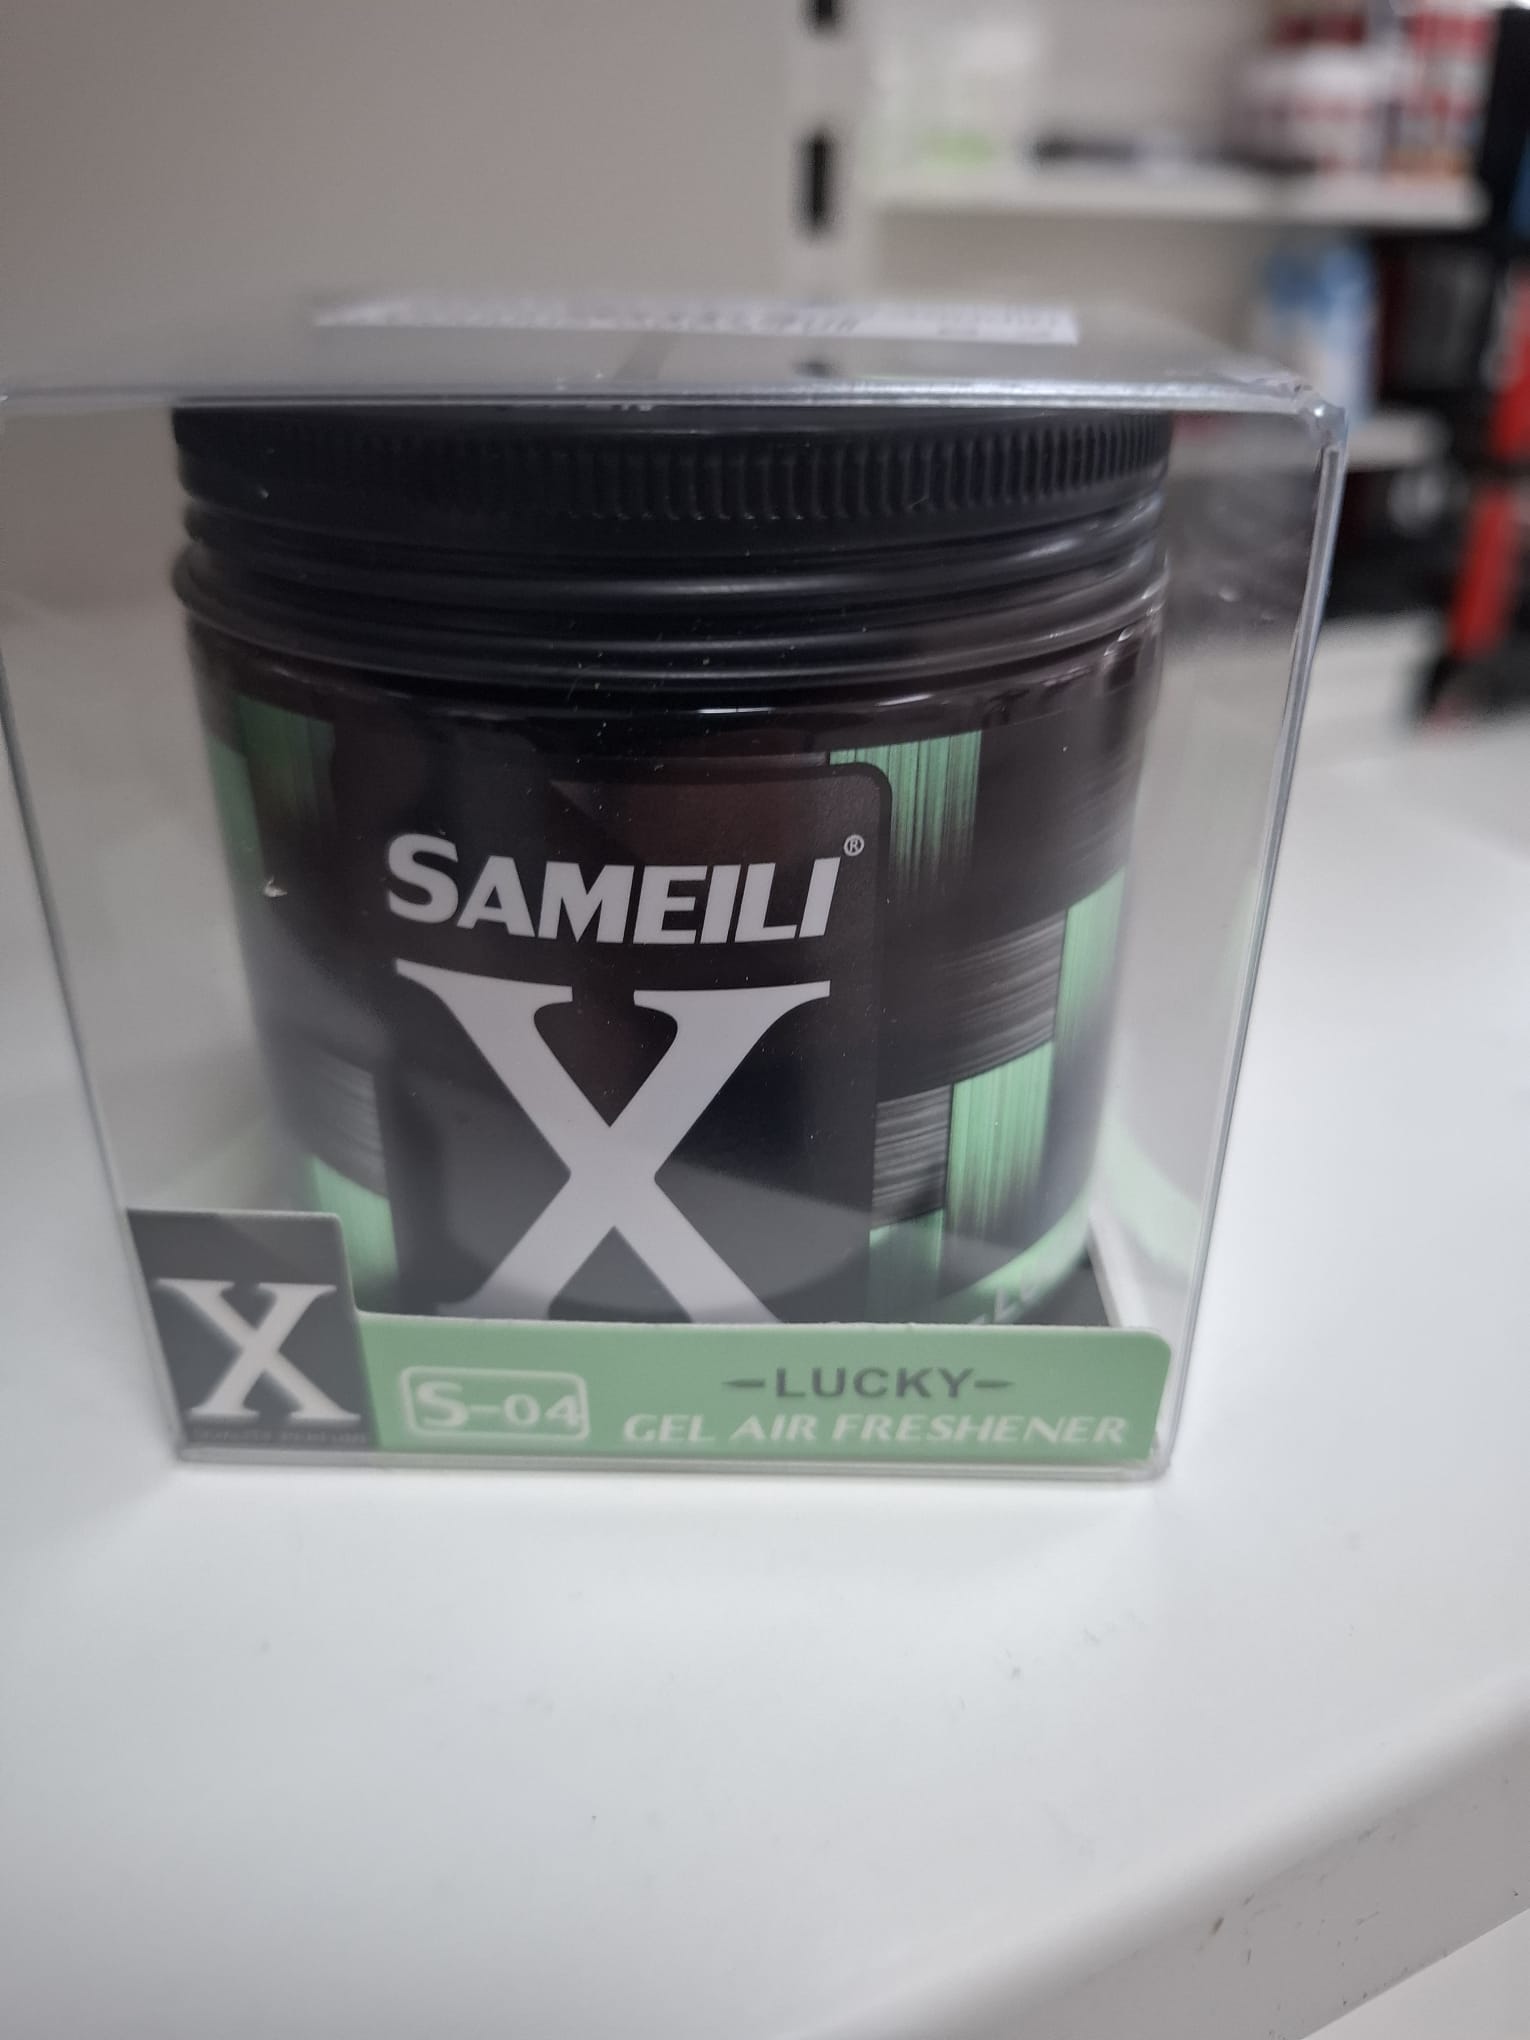 SAMEILI®
X
X
S-04
-LUCKY-
GEL AIR FRESHENER